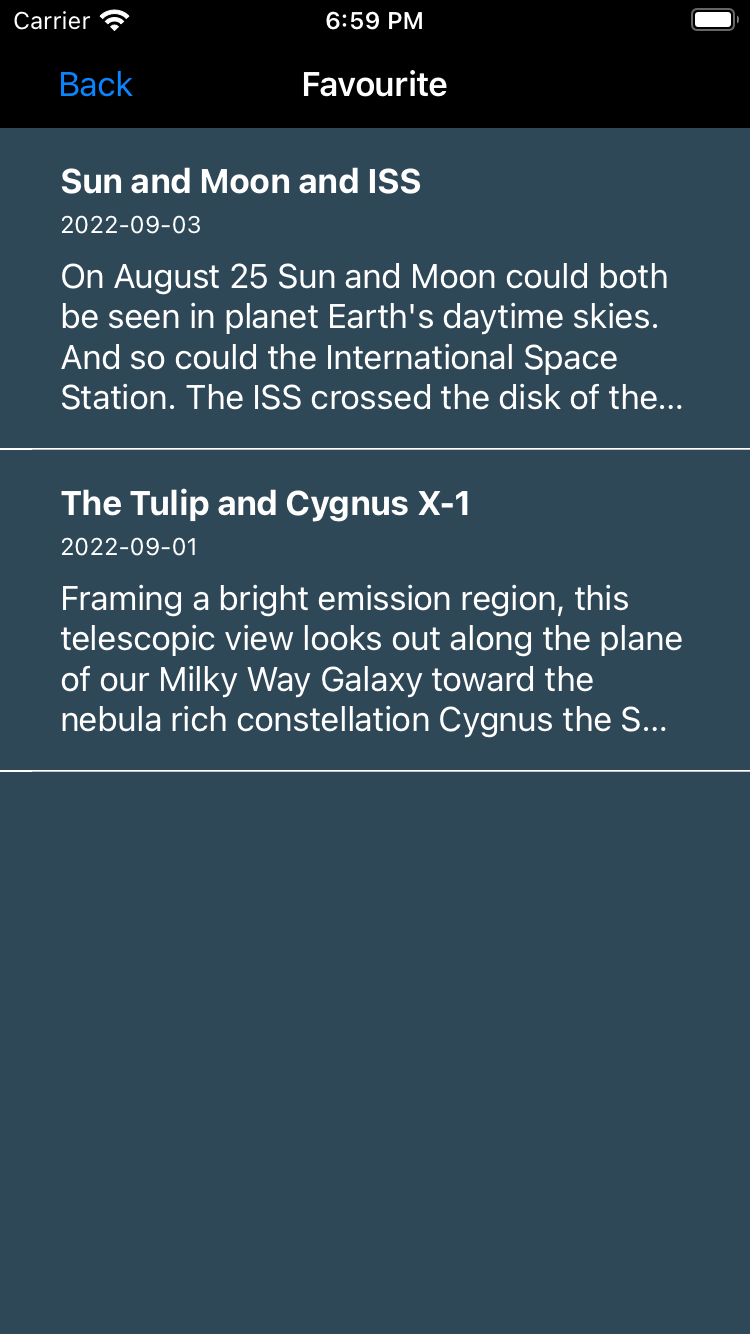 Carrier 6:59 PM
Back Favourite
Sun and Moon and ISS
2022-09-03
On August 25 Sun and Moon could both
be seen in planet Earth's daytime skies.
And so could the International Space
Station. The ISS crossed the disk of the...
The Tulip and Cygnus X-1
2022-09-01
Framing a bright emission region, this
telescopic view looks out along the plane
of our Milky Way Galaxy toward the
nebula rich constellation Cygnus the S...